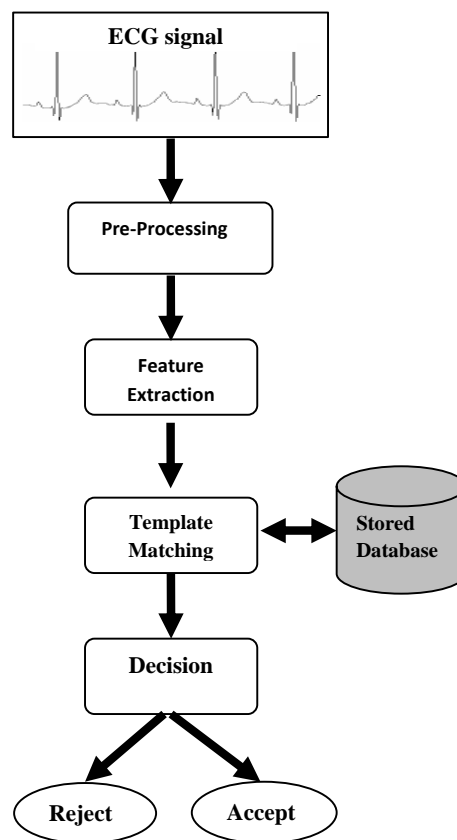 ECG signal
Pre-Processing
Feature
Extraction
Template
Matching
Stored
Database
Decision
Reject
Accept